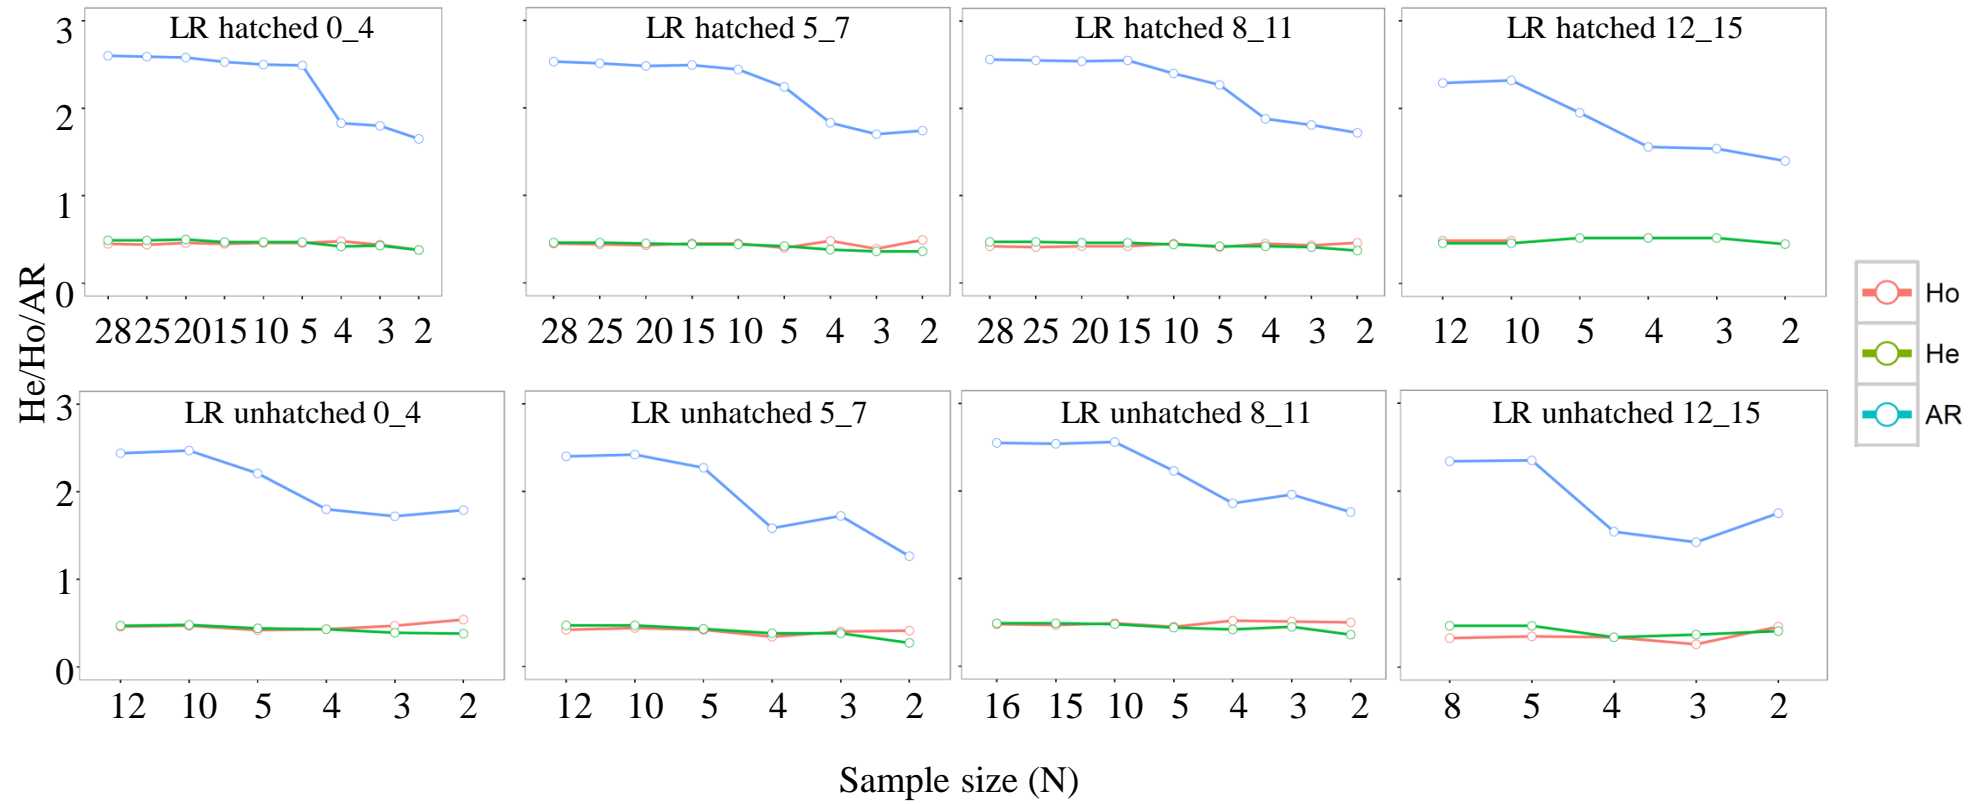 LR hatched 0_4
LR hatched 5_7
LR hatched 8_11
LR hatched 12_15
3
2
1
0
28 25 20 15 10 5 4 3 2
28 25 20 15 10 5 4 3 2
28 25 20 15 10 5 4 3 2
12 10 5 4 3 2
He/Ho/AR
Ho
He
AR
LR unhatched 0_4
LR unhatched 5_7
LR unhatched 8_11
LR unhatched 12_15
3
2
1
0
12 10 5 4 3 2
12 10 5 4 3 2
16 15 10 5 4 3 2
8 5 4 3 2
Sample size (N)